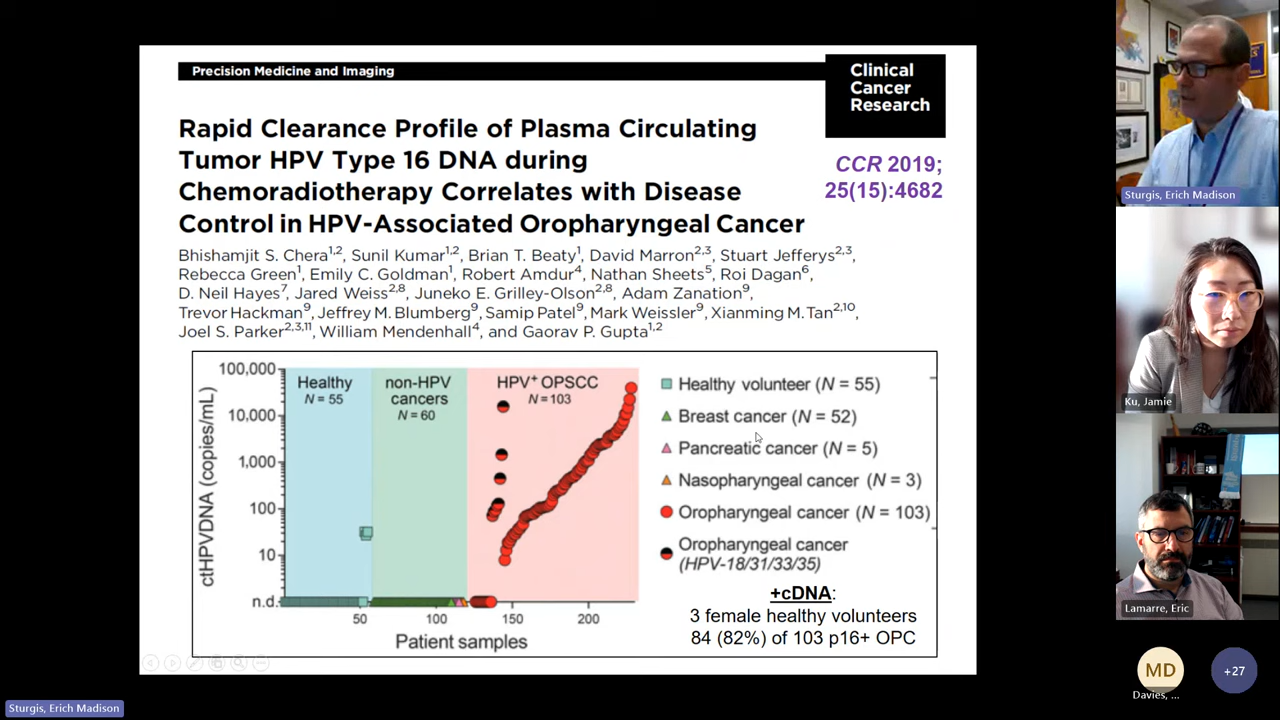 Precision Medicine and Imaging
Clinical
Cancer
Research
Rapid Clearance Profile of Plasma Circulating
Tumor HPV Type 16 DNA during
Chemoradiotherapy Correlates with Disease
Control in HPV-Associated Oropharyngeal Cancer
CCR 2019;
25(15):4682
Bhishamjit S. Chera1,2, Sunil Kumar1,2, Brian T. Beaty1, David Marron2,3, Stuart Jefferys2,3,
Rebecca Green1, Emily C. Goldman1, Robert Amdur4, Nathan Sheets5, Roi Dagan6,
D. Neil Hayes7, Jared Weiss2,8, Juneko E. Grilley-Olson2,8, Adam Zanation9,
Trevor Hackman9, Jeffrey M. Blumberg9, Samip Patel9, Mark Weissler9, Xianming M. Tan2,10,
Joel S. Parker2,3,11, William Mendenhall4, and Gaorav P. Gupta1,2
ctHPVDNA (copies/mL)
100,000
10,000
1,000
100
10
n.d.
Healthy
N = 55
non-HPV
cancers
N = 60
HPV+ OPSCC
N = 103
50
100
150
200
Patient samples
Healthy volunteer (N = 55)
Breast cancer (N = 52)
Pancreatic cancer (N = 5)
Nasopharyngeal cancer (N = 3)
Oropharyngeal cancer (N = 103)
Oropharyngeal cancer
(HPV-18/31/33/35)
+cDNA:
3 female healthy volunteers
84 (82%) of 103 p16+ OPC
Sturgis, Erich Madison
Ku, Jamie
Lamarre, Eric
MD
Davies, ...
+27
Sturgis, Erich Madison